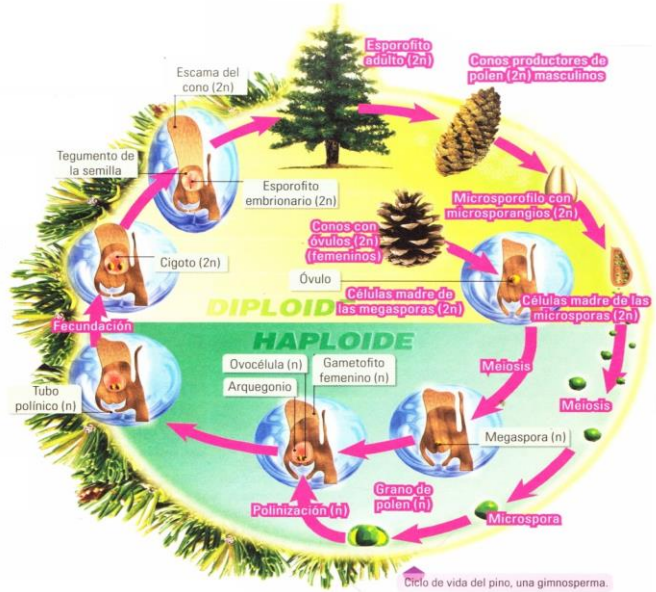 Esporofito
adulto (2n)
Conos productores de
polen (2n) masculinos
Escama del
cono (2n)
Tegumento de
la semilla
Esporofito
embrionario (2n)
Microsporofilo con
microsporangios (2n)
Conos con
óvulos (2n)
(femeninos)
Cigoto (2n)
Óvulo
Células madre de
las megasporas (2n)
Células madre de las
microsporas (2n)
DIPLOIDE
Fecundación
HAPLOIDE
Ovocélula (n)
Arquegonio
Gametofito
femenino (n)
Meiosis
Meiosis
Tubo
polínico (n)
Megaspora (n)
Grano de
polen (n)
Polinización (n)
Microspora
Ciclo de vida del pino, una gimnosperma.